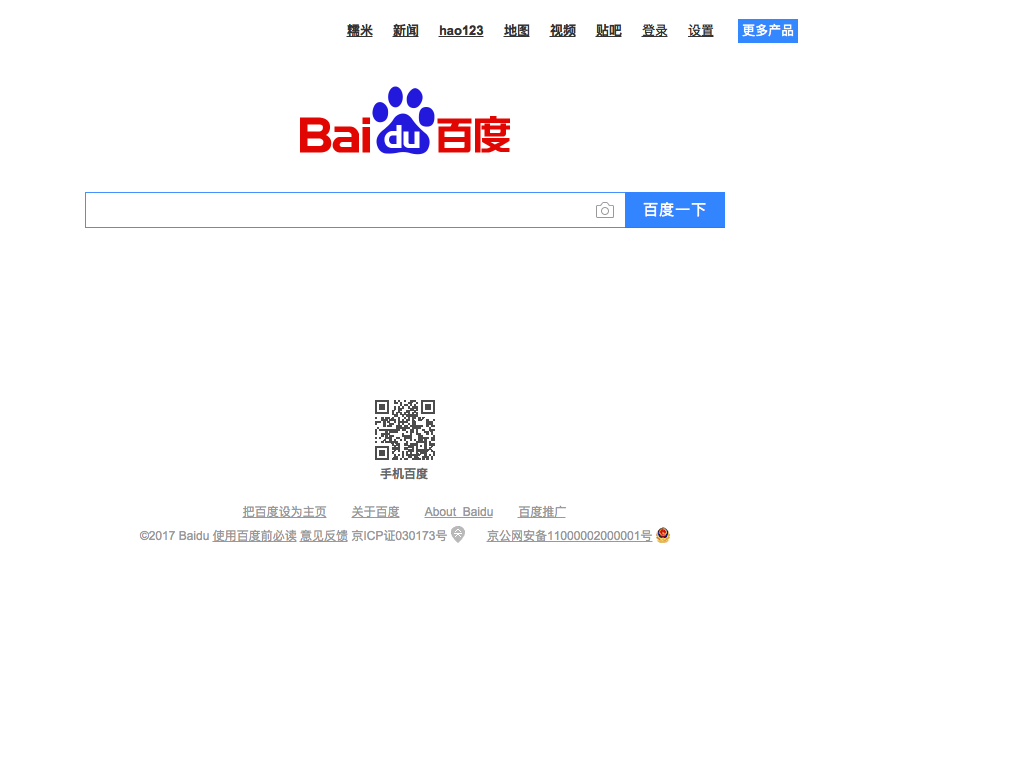 糯米 新闻 hao123 地图 视频 贴吧 登录 设置 更多产品
Bai du 百度
百度一下
手机百度
把百度设为主页 关于百度 About Baidu 百度推广
©2017 Baidu 使用百度前必读 意见反馈 京ICP证030173号 京公网安备11000002000001号